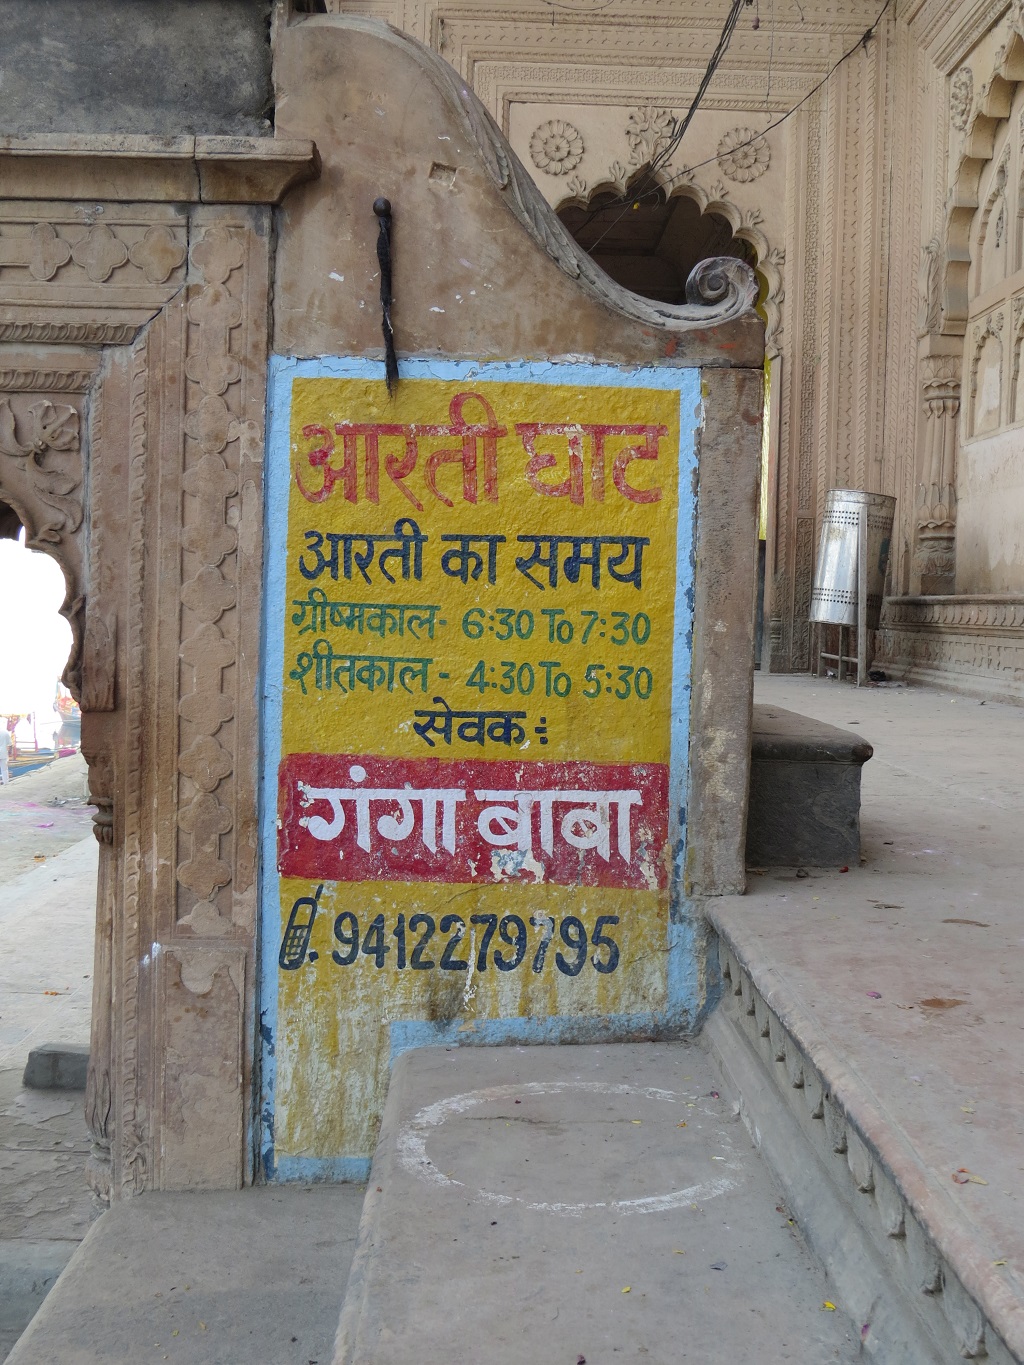 आरती घाट
आरती का समय
ग्रीष्मकाल- 6:30 To 7:30
शीतकाल - 4:30 To 5:30
सेवक :
गंगा बाबा
9412279795